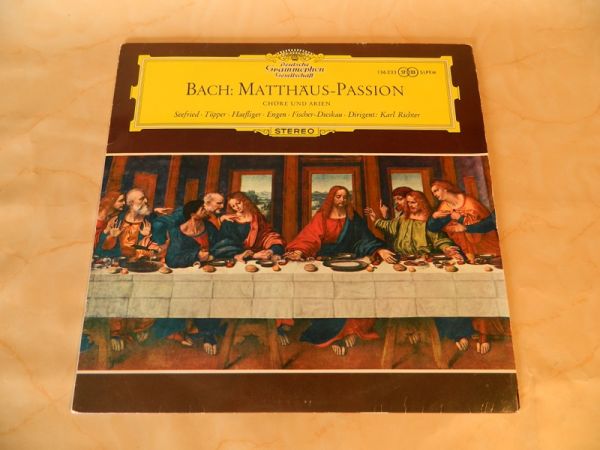 Deutsche
Grammophon
Gesellschaft
136 233 SLPEM
BACH: MATTHÄUS-PASSION
CHÖRE UND ARIEN
Seefried · Töpper · Haefliger · Engen · Fischer-Dieskau · Dirigent: Karl Richter
STEREO